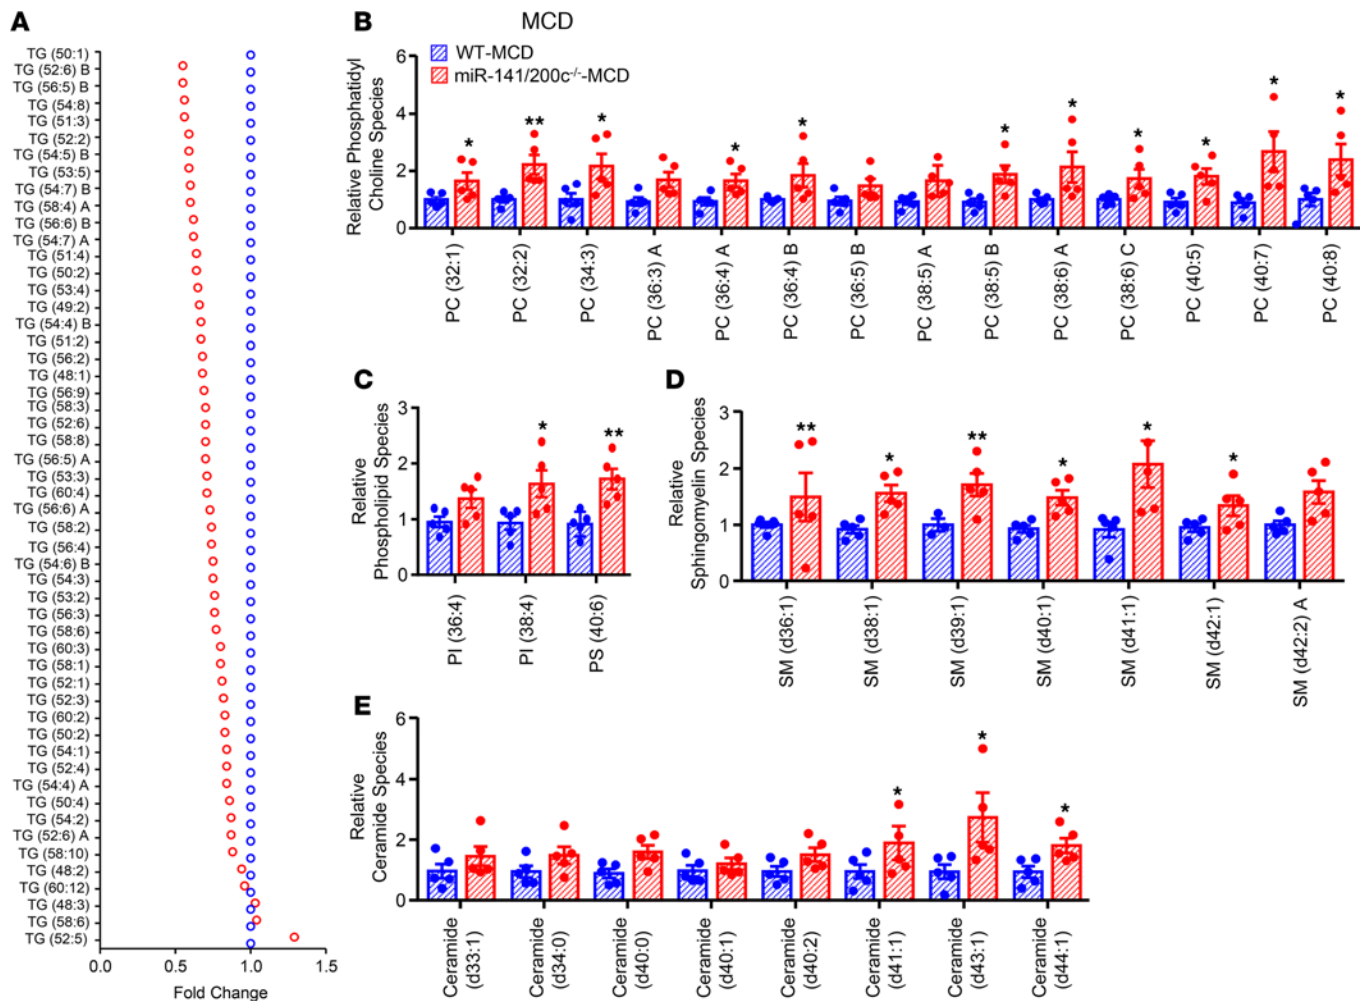 A
TG (50:1)
TG (52:6) B
TG (56:5) B
TG (54:8)
TG (51:3)
TG (52:2)
TG (54:5) B
TG (53:5)
TG (54:7) B
TG (58:4) A
TG (56:6) B
TG (54:7) A
TG (51:4)
TG (50:2)
TG (53:4)
TG (49:2)
TG (54:4) B
TG (51:2)
TG (56:2)
TG (48:1)
TG (56:9)
TG (58:3)
TG (52:6)
TG (58:8)
TG (56:5) A
TG (53:3)
TG (60:4)
TG (56:6) A
TG (58:2)
TG (56:4)
TG (54:6) B
TG (54:3)
TG (53:2)
TG (56:3)
TG (58:6)
TG (60:3)
TG (58:1)
TG (52:1)
TG (52:3)
TG (60:2)
TG (50:2)
TG (54:1)
TG (52:4)
TG (54:4) A
TG (50:4)
TG (54:2)
TG (52:6) A
TG (58:10)
TG (48:2)
TG (60:12)
TG (48:3)
TG (58:6)
TG (52:5)
0.0 0.5 1.0 1.5
Fold Change
B
MCD
WT-MCD
miR-141/200c-/--MCD
Relative Phosphatidyl
Choline Species
6
4
2
0
* ** * * * * * * * * *
PC (32:1)
PC (32:2)
PC (34:3)
PC (36:3) A
PC (36:4) A
PC (36:4) B
PC (36:5) B
PC (38:5) A
PC (38:5) B
PC (38:6) A
PC (38:6) C
PC (40:5)
PC (40:7)
PC (40:8)
C
Relative
Phospholipid Species
3
2
1
0
* **
PI (36:4)
PI (38:4)
PS (40:6)
D
Relative
Sphingomyelin Species
3
2
1
0
** * ** * * *
SM (d36:1)
SM (d38:1)
SM (d39:1)
SM (d40:1)
SM (d41:1)
SM (d42:1)
SM (d42:2) A
E
Relative
Ceramide Species
6
4
2
0
* * *
Ceramide
(d33:1)
Ceramide
(d34:0)
Ceramide
(d40:0)
Ceramide
(d40:1)
Ceramide
(d40:2)
Ceramide
(d41:1)
Ceramide
(d43:1)
Ceramide
(d44:1)